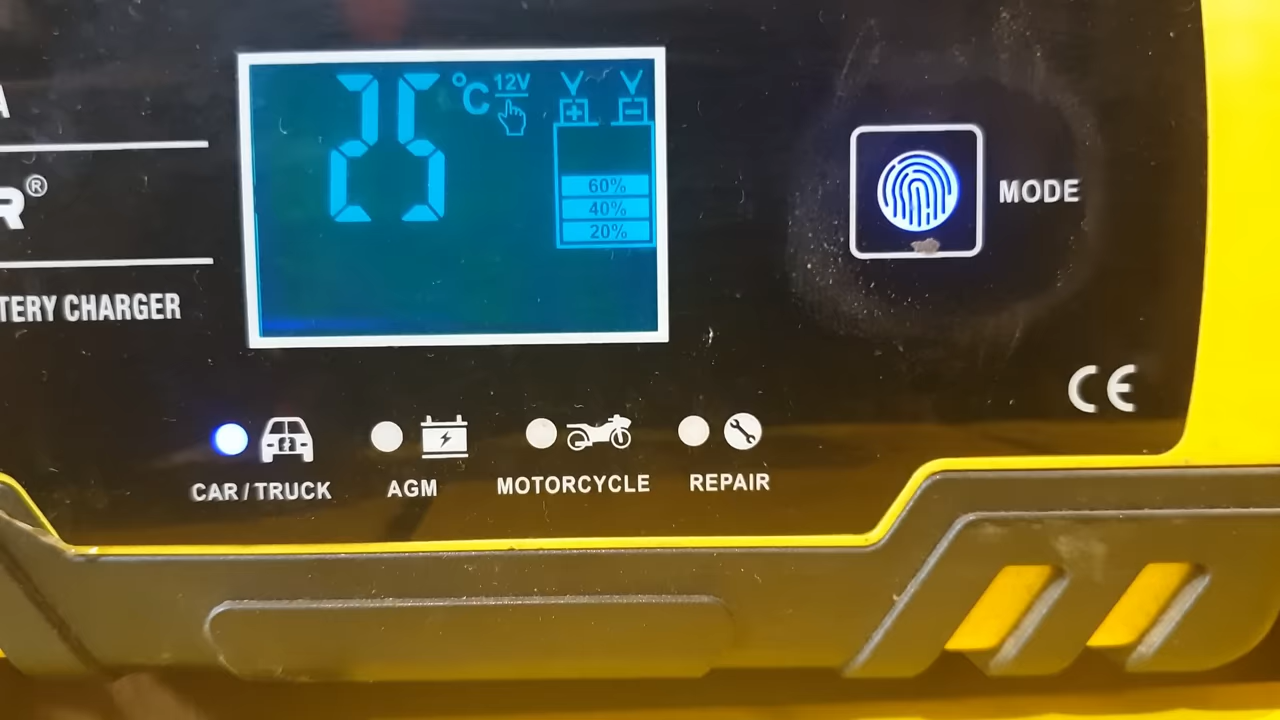 A
R®
TERY CHARGER
25 °C 12V
+ −
60%
40%
20%
MODE
CE
CAR / TRUCK AGM MOTORCYCLE REPAIR